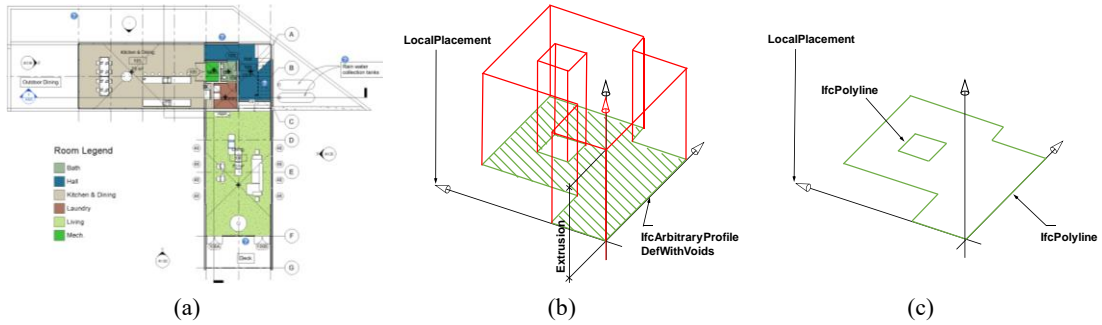 A
B
C
D
E
F
G
Kitchen & Dining
Rain water
collection tanks
Outdoor Dining
Room Legend
Bath
Hall
Kitchen & Dining
Laundry
Living
Mech
Deck
(a)
LocalPlacement
Extrusion
IfcArbitraryProfile
DefWithVoids
(b)
LocalPlacement
IfcPolyline
IfcPolyline
(c)